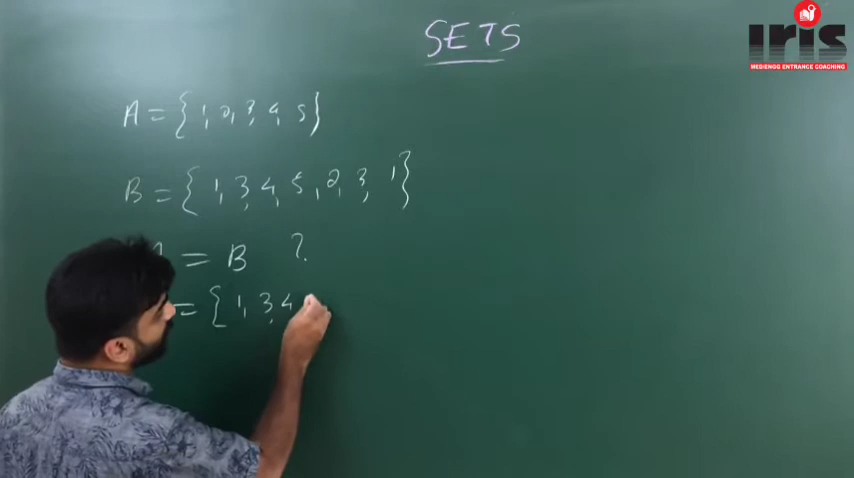 SETS
IRIS
MEDIENGG ENTRANCE COACHING
A = { 1, 2, 3, 4, 5 }
B = { 1, 3, 4, 5, 2, 3, 1 }
= B ?
= { 1, 3, 4